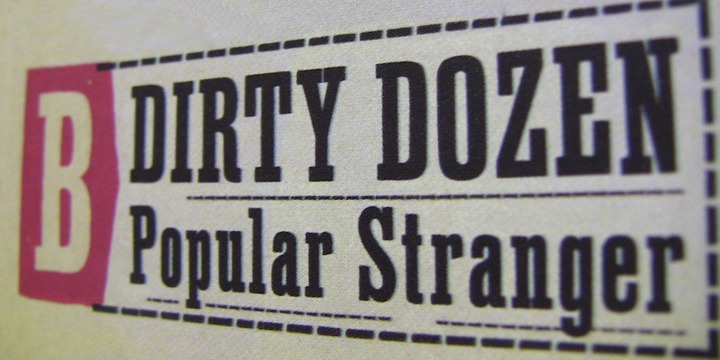 B
DIRTY DOZEN
Popular Stranger